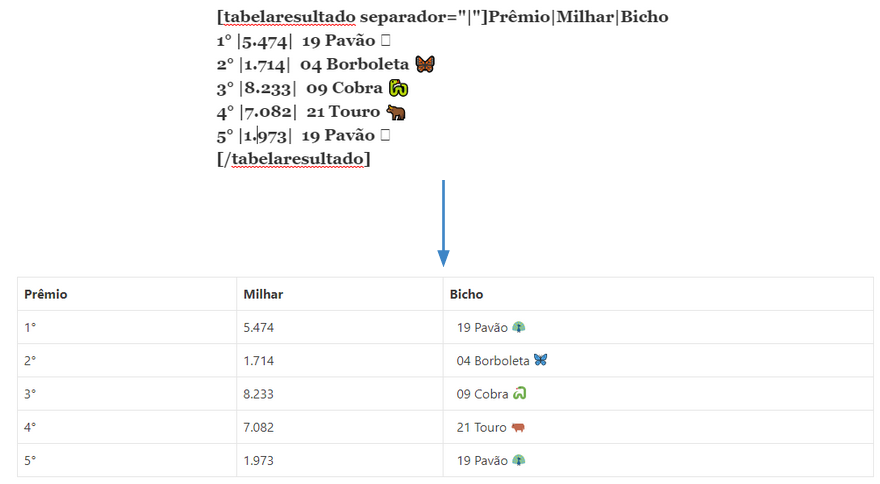 [tabelaresultado separador="|"]Prêmio|Milhar|Bicho
1° |5.474|  19 Pavão
2° |1.714|  04 Borboleta 🦋
3° |8.233|  09 Cobra 🐍
4° |7.082|  21 Touro 🐂
5° |1.973|  19 Pavão
[/tabelaresultado]
Prêmio Milhar Bicho
1° 5.474 19 Pavão 🦚
2° 1.714 04 Borboleta 🦋
3° 8.233 09 Cobra 🐍
4° 7.082 21 Touro 🐂
5° 1.973 19 Pavão 🦚